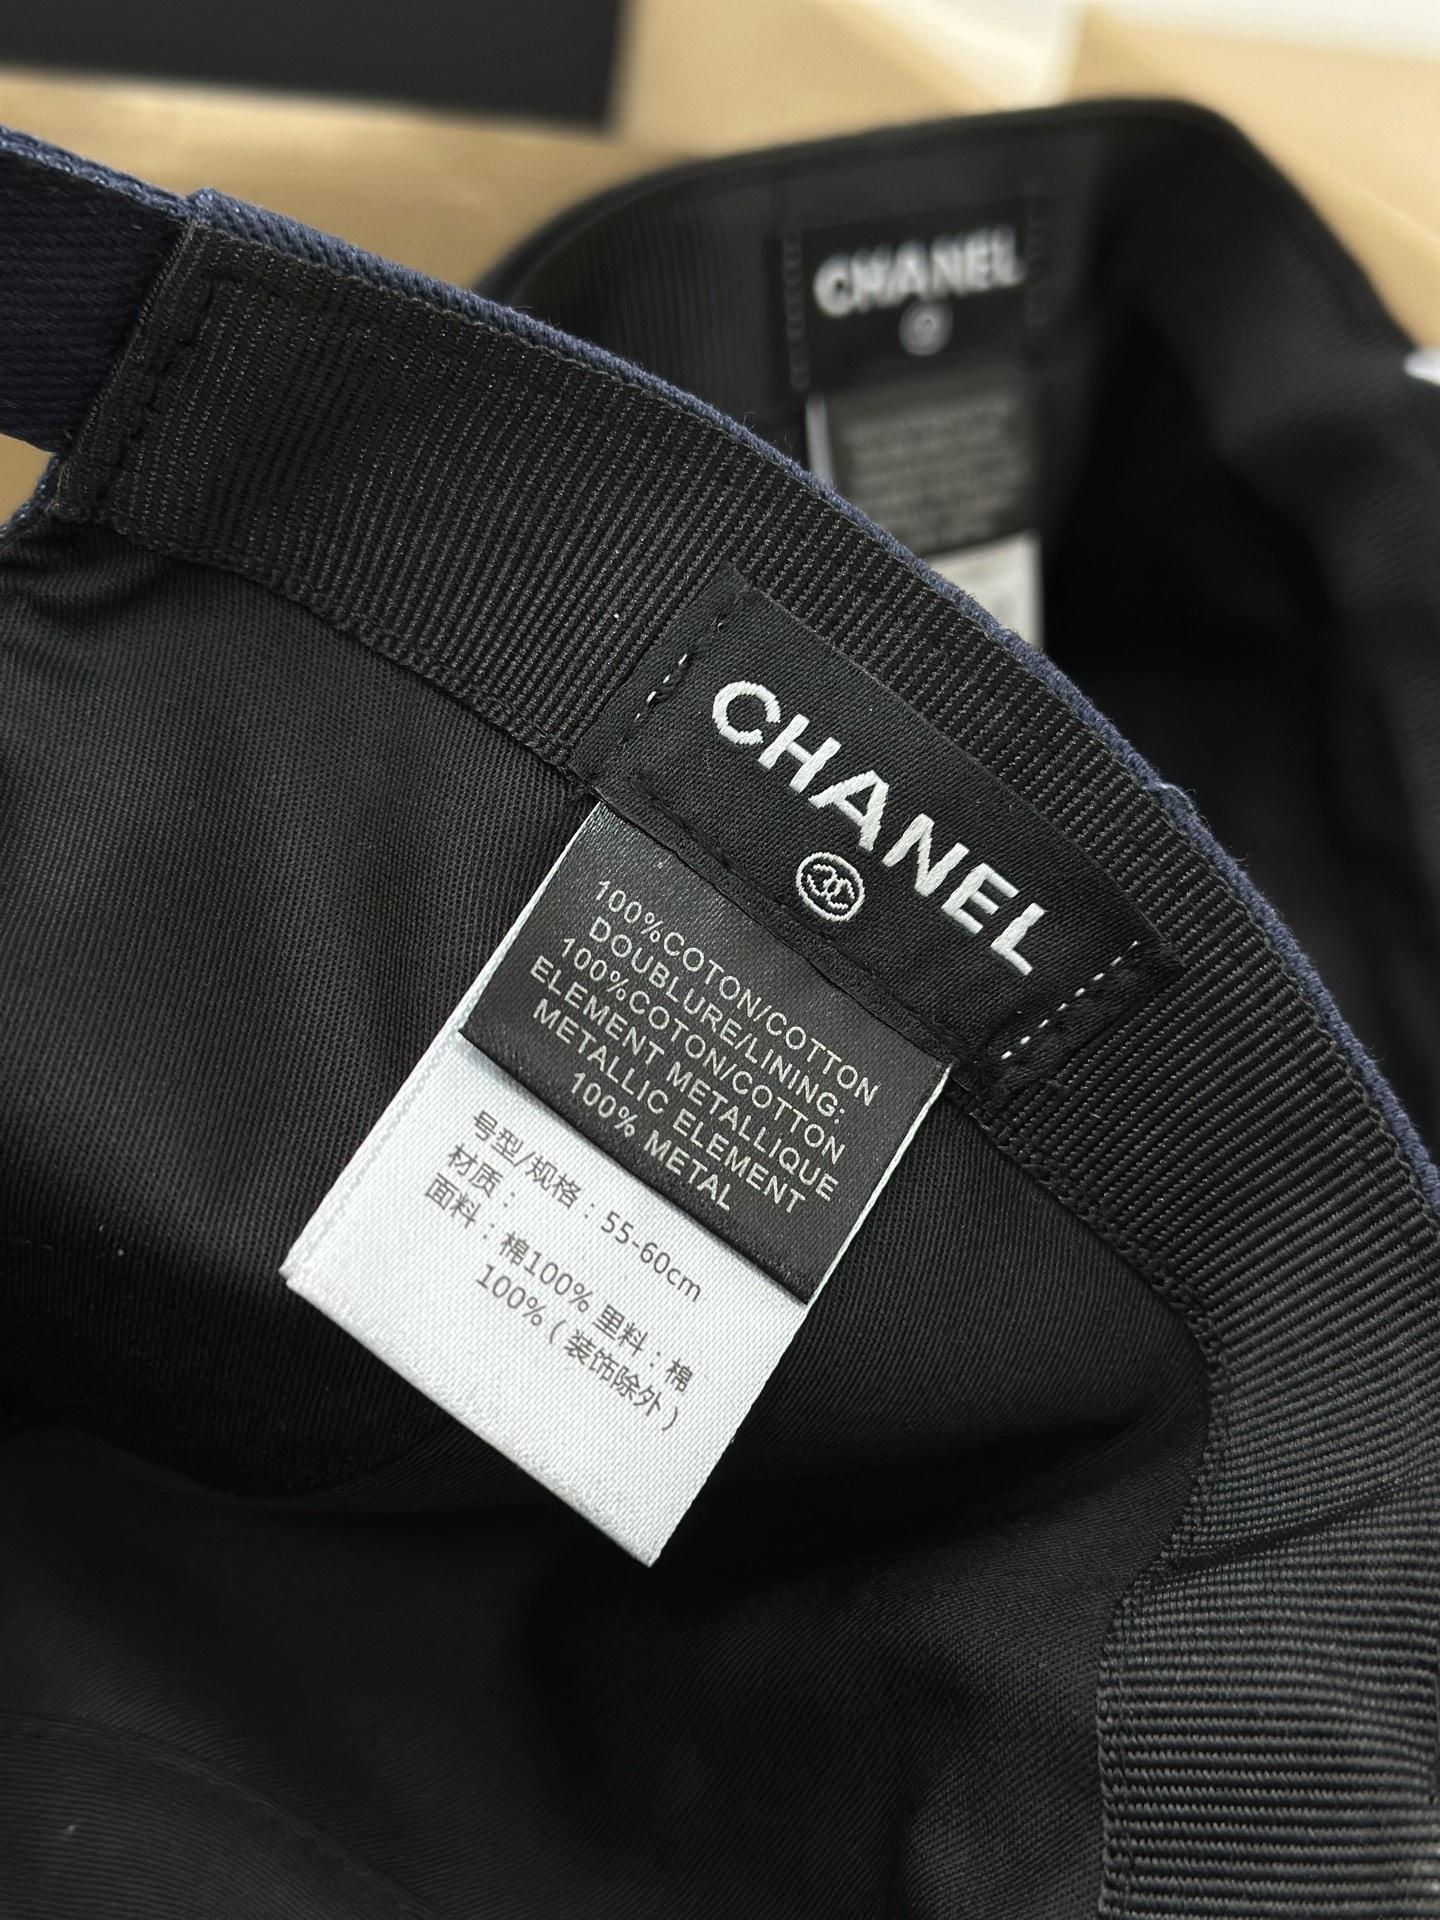 CHANEL
CHANEL
100%COTON/COTTON
DOUBLURE/LINING:
100%COTON/COTTON
ELEMENT METALLIQUE
METALLIC ELEMENT
100% METAL
号型/规格：55-60cm
材质：
面料：棉100% 里料：棉
100%（装饰除外）